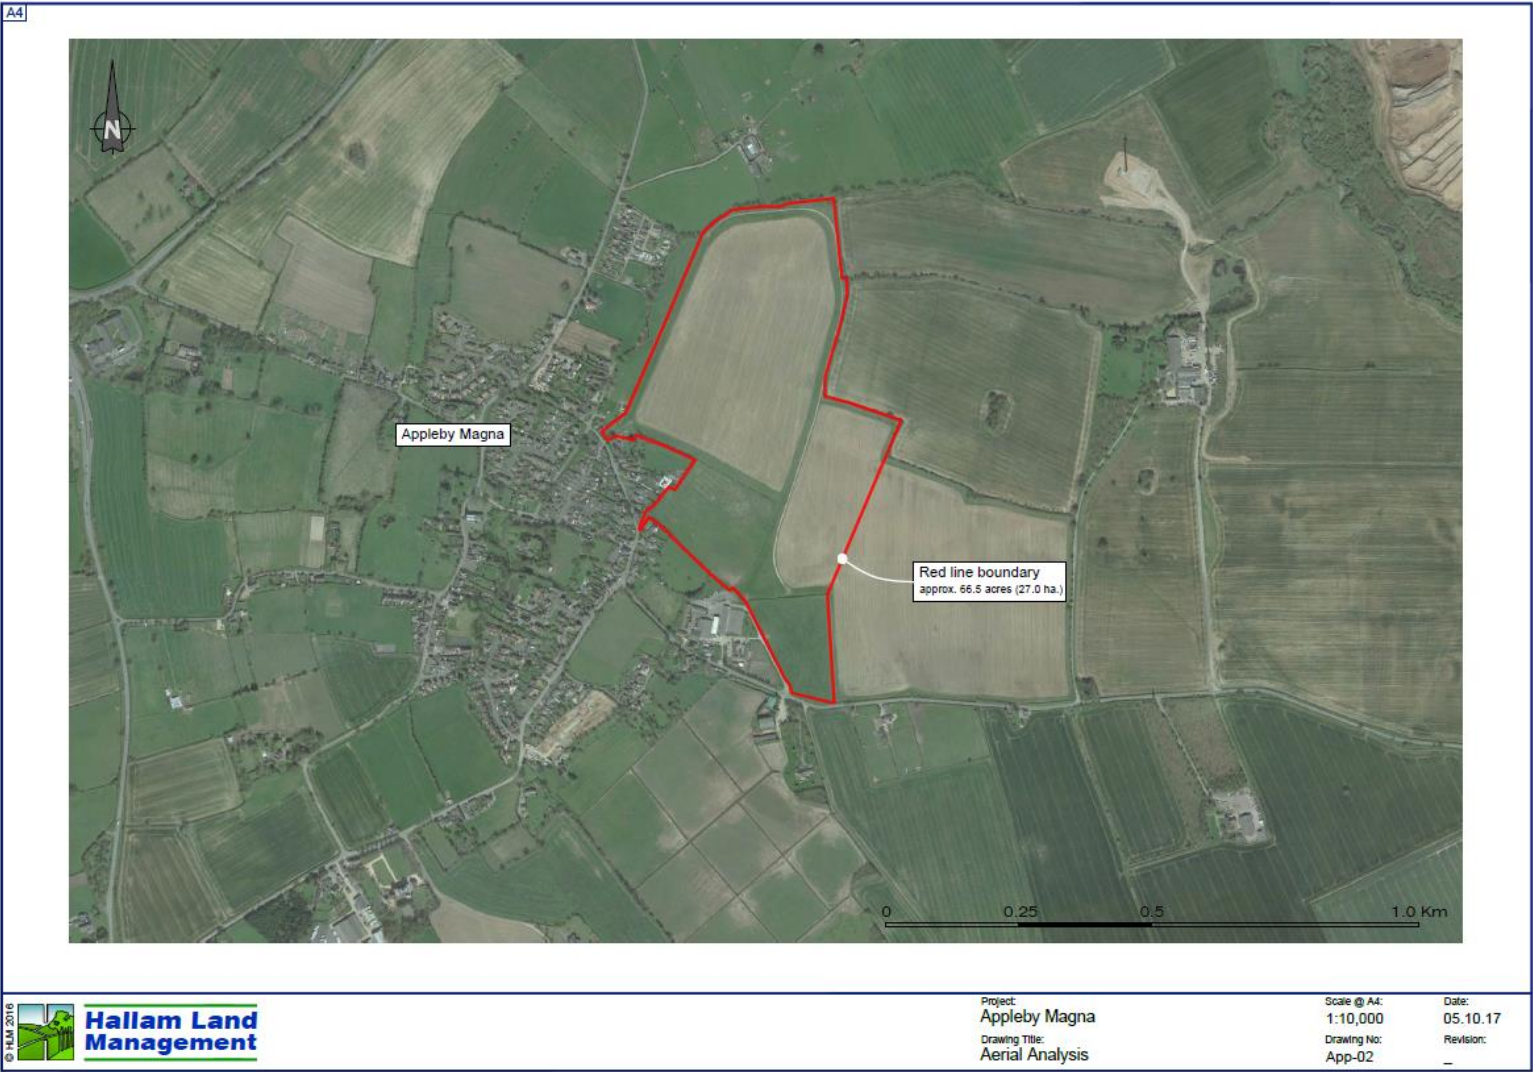 A4
N
Appleby Magna
Red line boundary
approx. 66.5 acres (27.0 ha.)
0 0.25 0.5 1.0 Km
© HLM 2016
Hallam Land
Management
Project:
Appleby Magna
Drawing Title:
Aerial Analysis
Scale @ A4:
1:10,000
Drawing No:
App-02
Date:
05.10.17
Revision:
_